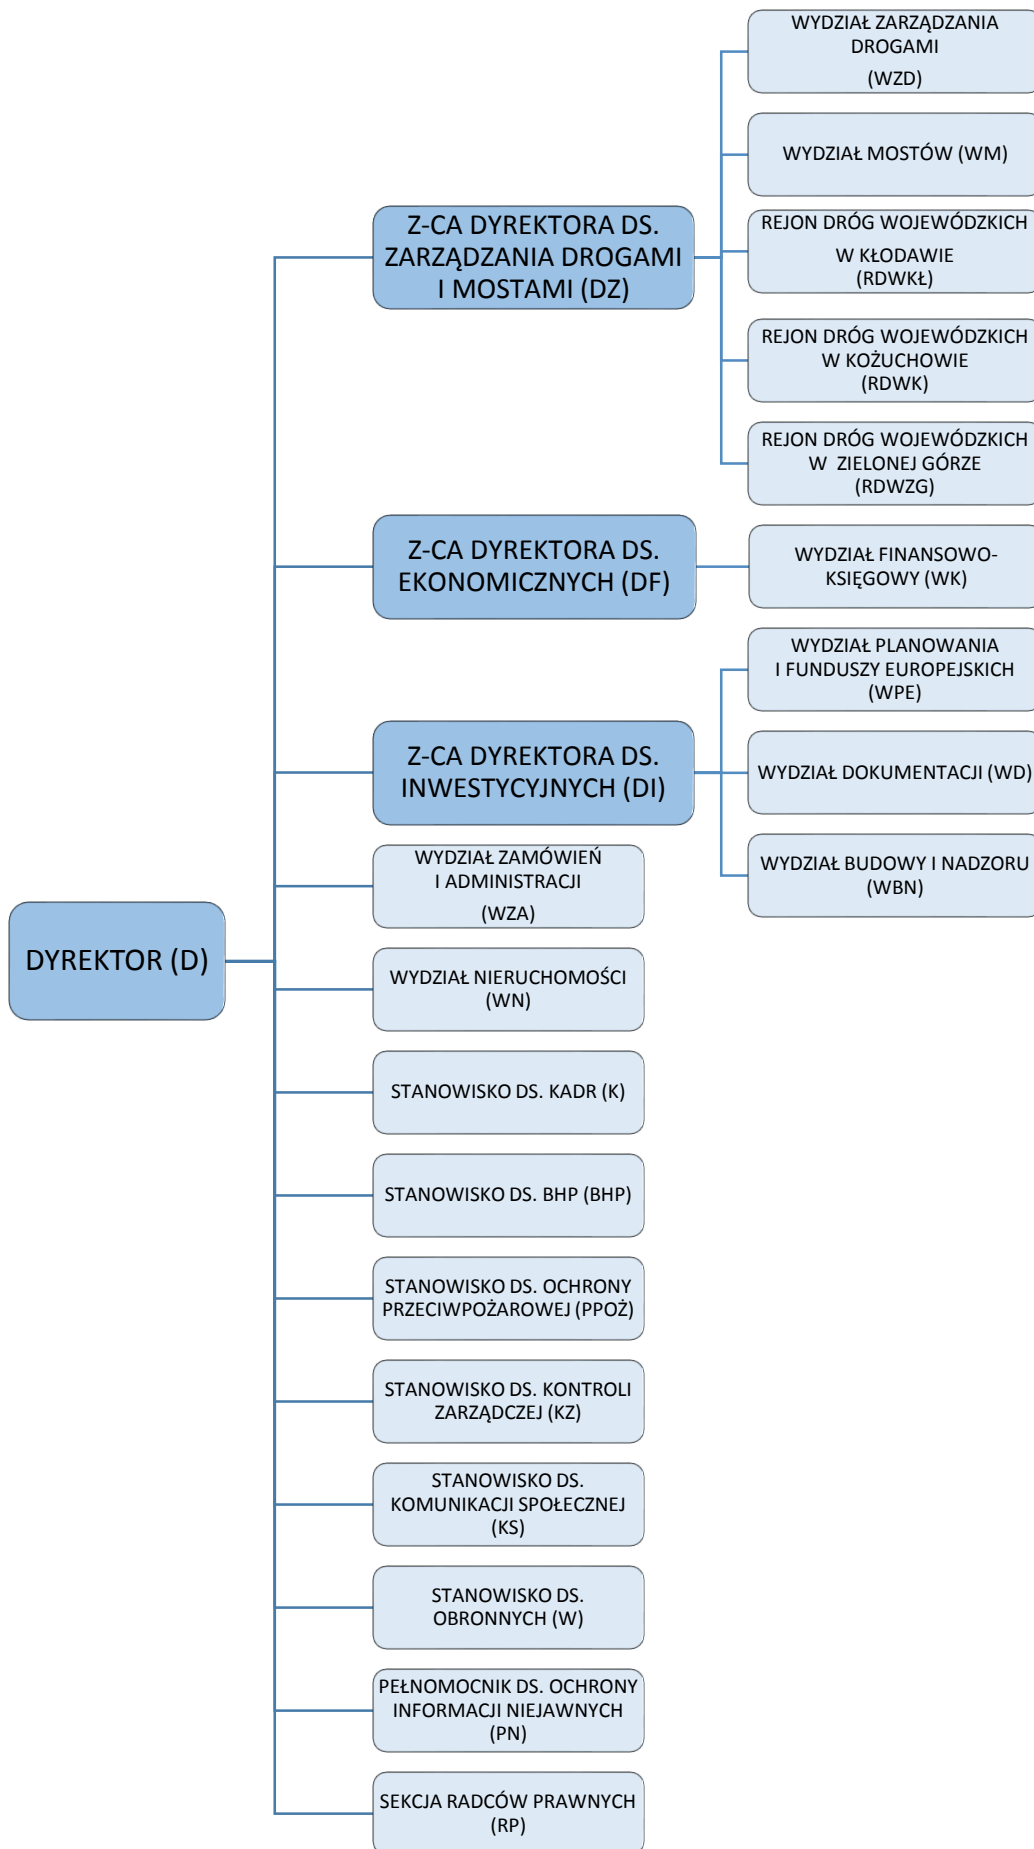 DYREKTOR (D)
Z-CA DYREKTORA DS.
ZARZĄDZANIA DROGAMI
I MOSTAMI (DZ)
WYDZIAŁ ZARZĄDZANIA
DROGAMI
(WZD)
WYDZIAŁ MOSTÓW (WM)
REJON DRÓG WOJEWÓDZKICH
W KŁODAWIE
(RDWKŁ)
REJON DRÓG WOJEWÓDZKICH
W KOŻUCHOWIE
(RDWK)
REJON DRÓG WOJEWÓDZKICH
W ZIELONEJ GÓRZE
(RDWZG)
Z-CA DYREKTORA DS.
EKONOMICZNYCH (DF)
WYDZIAŁ FINANSOWO-
KSIĘGOWY (WK)
Z-CA DYREKTORA DS.
INWESTYCYJNYCH (DI)
WYDZIAŁ PLANOWANIA
I FUNDUSZY EUROPEJSKICH
(WPE)
WYDZIAŁ DOKUMENTACJI (WD)
WYDZIAŁ BUDOWY I NADZORU
(WBN)
WYDZIAŁ ZAMÓWIEŃ
I ADMINISTRACJI
(WZA)
WYDZIAŁ NIERUCHOMOŚCI
(WN)
STANOWISKO DS. KADR (K)
STANOWISKO DS. BHP (BHP)
STANOWISKO DS. OCHRONY
PRZECIWPOŻAROWEJ (PPOŻ)
STANOWISKO DS. KONTROLI
ZARZĄDCZEJ (KZ)
STANOWISKO DS.
KOMUNIKACJI SPOŁECZNEJ
(KS)
STANOWISKO DS.
OBRONNYCH (W)
PEŁNOMOCNIK DS. OCHRONY
INFORMACJI NIEJAWNYCH
(PN)
SEKCJA RADCÓW PRAWNYCH
(RP)